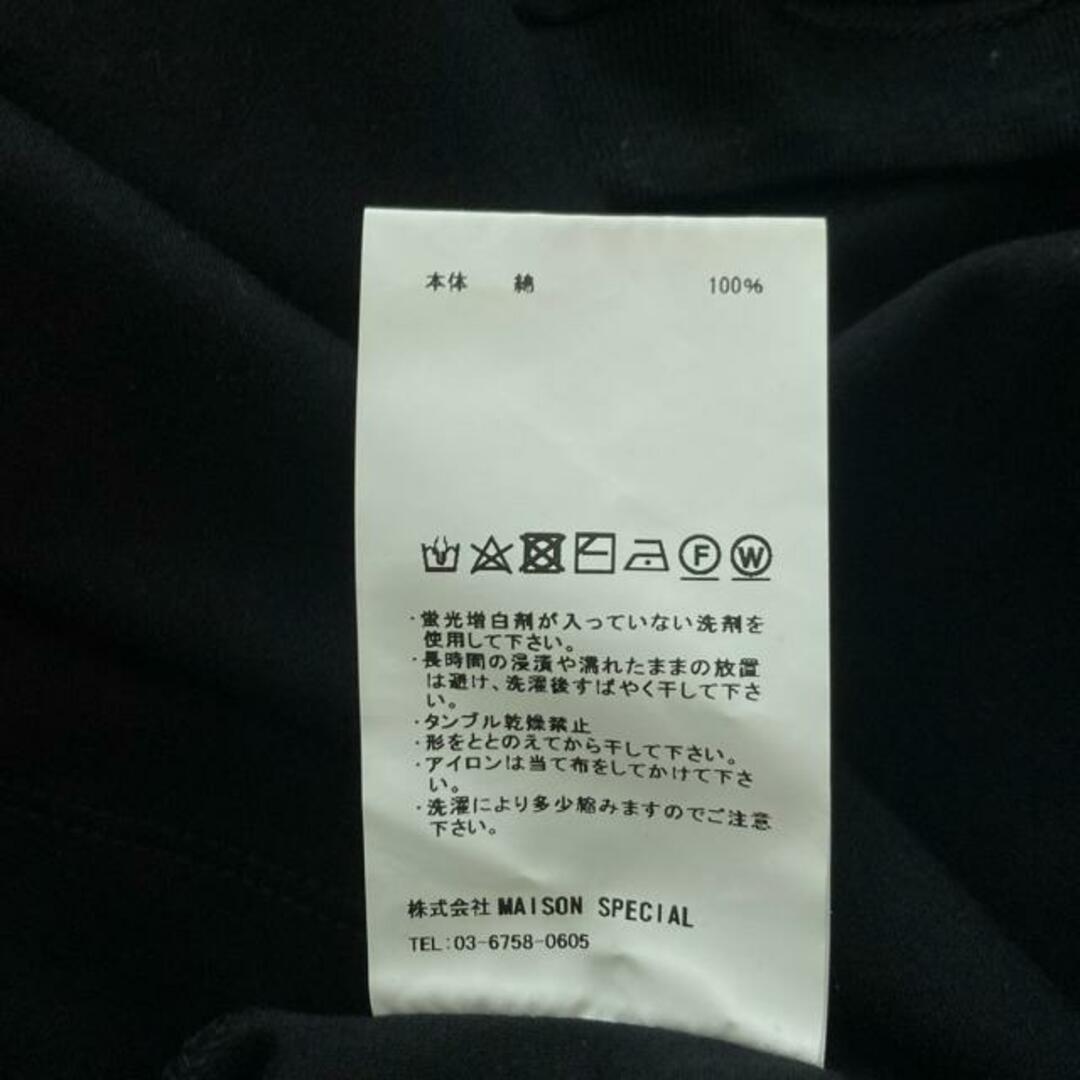 本体 綿 100%
F W
・蛍光増白剤が入っていない洗剤を
使用して下さい。
・長時間の浸漬や濡れたままの放置
は避け、洗濯後すばやく干して下さ
い。
・タンブル乾燥禁止
・形をととのえてから干して下さい。
・アイロンは当て布をしてかけて下さ
い。
・洗濯により多少縮みますのでご注意
下さい。
株式会社 MAISON SPECIAL
TEL:03-6758-0605